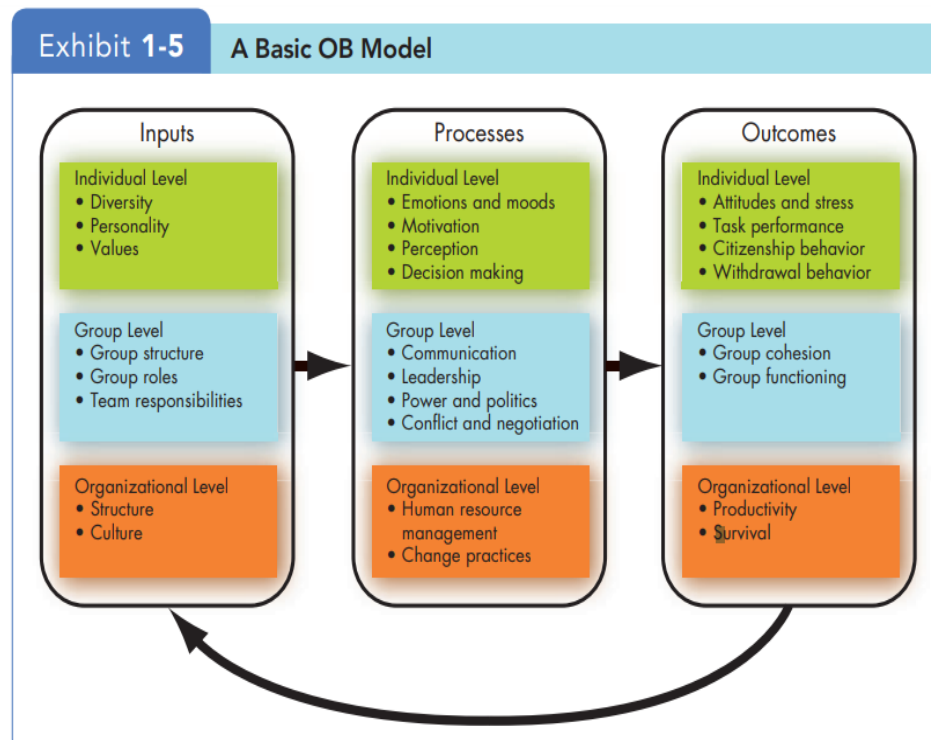 Exhibit 1-5
A Basic OB Model
Inputs
Individual Level
• Diversity
• Personality
• Values
Group Level
• Group structure
• Group roles
• Team responsibilities
Organizational Level
• Structure
• Culture
Processes
Individual Level
• Emotions and moods
• Motivation
• Perception
• Decision making
Group Level
• Communication
• Leadership
• Power and politics
• Conflict and negotiation
Organizational Level
• Human resource
management
• Change practices
Outcomes
Individual Level
• Attitudes and stress
• Task performance
• Citizenship behavior
• Withdrawal behavior
Group Level
• Group cohesion
• Group functioning
Organizational Level
• Productivity
• Survival